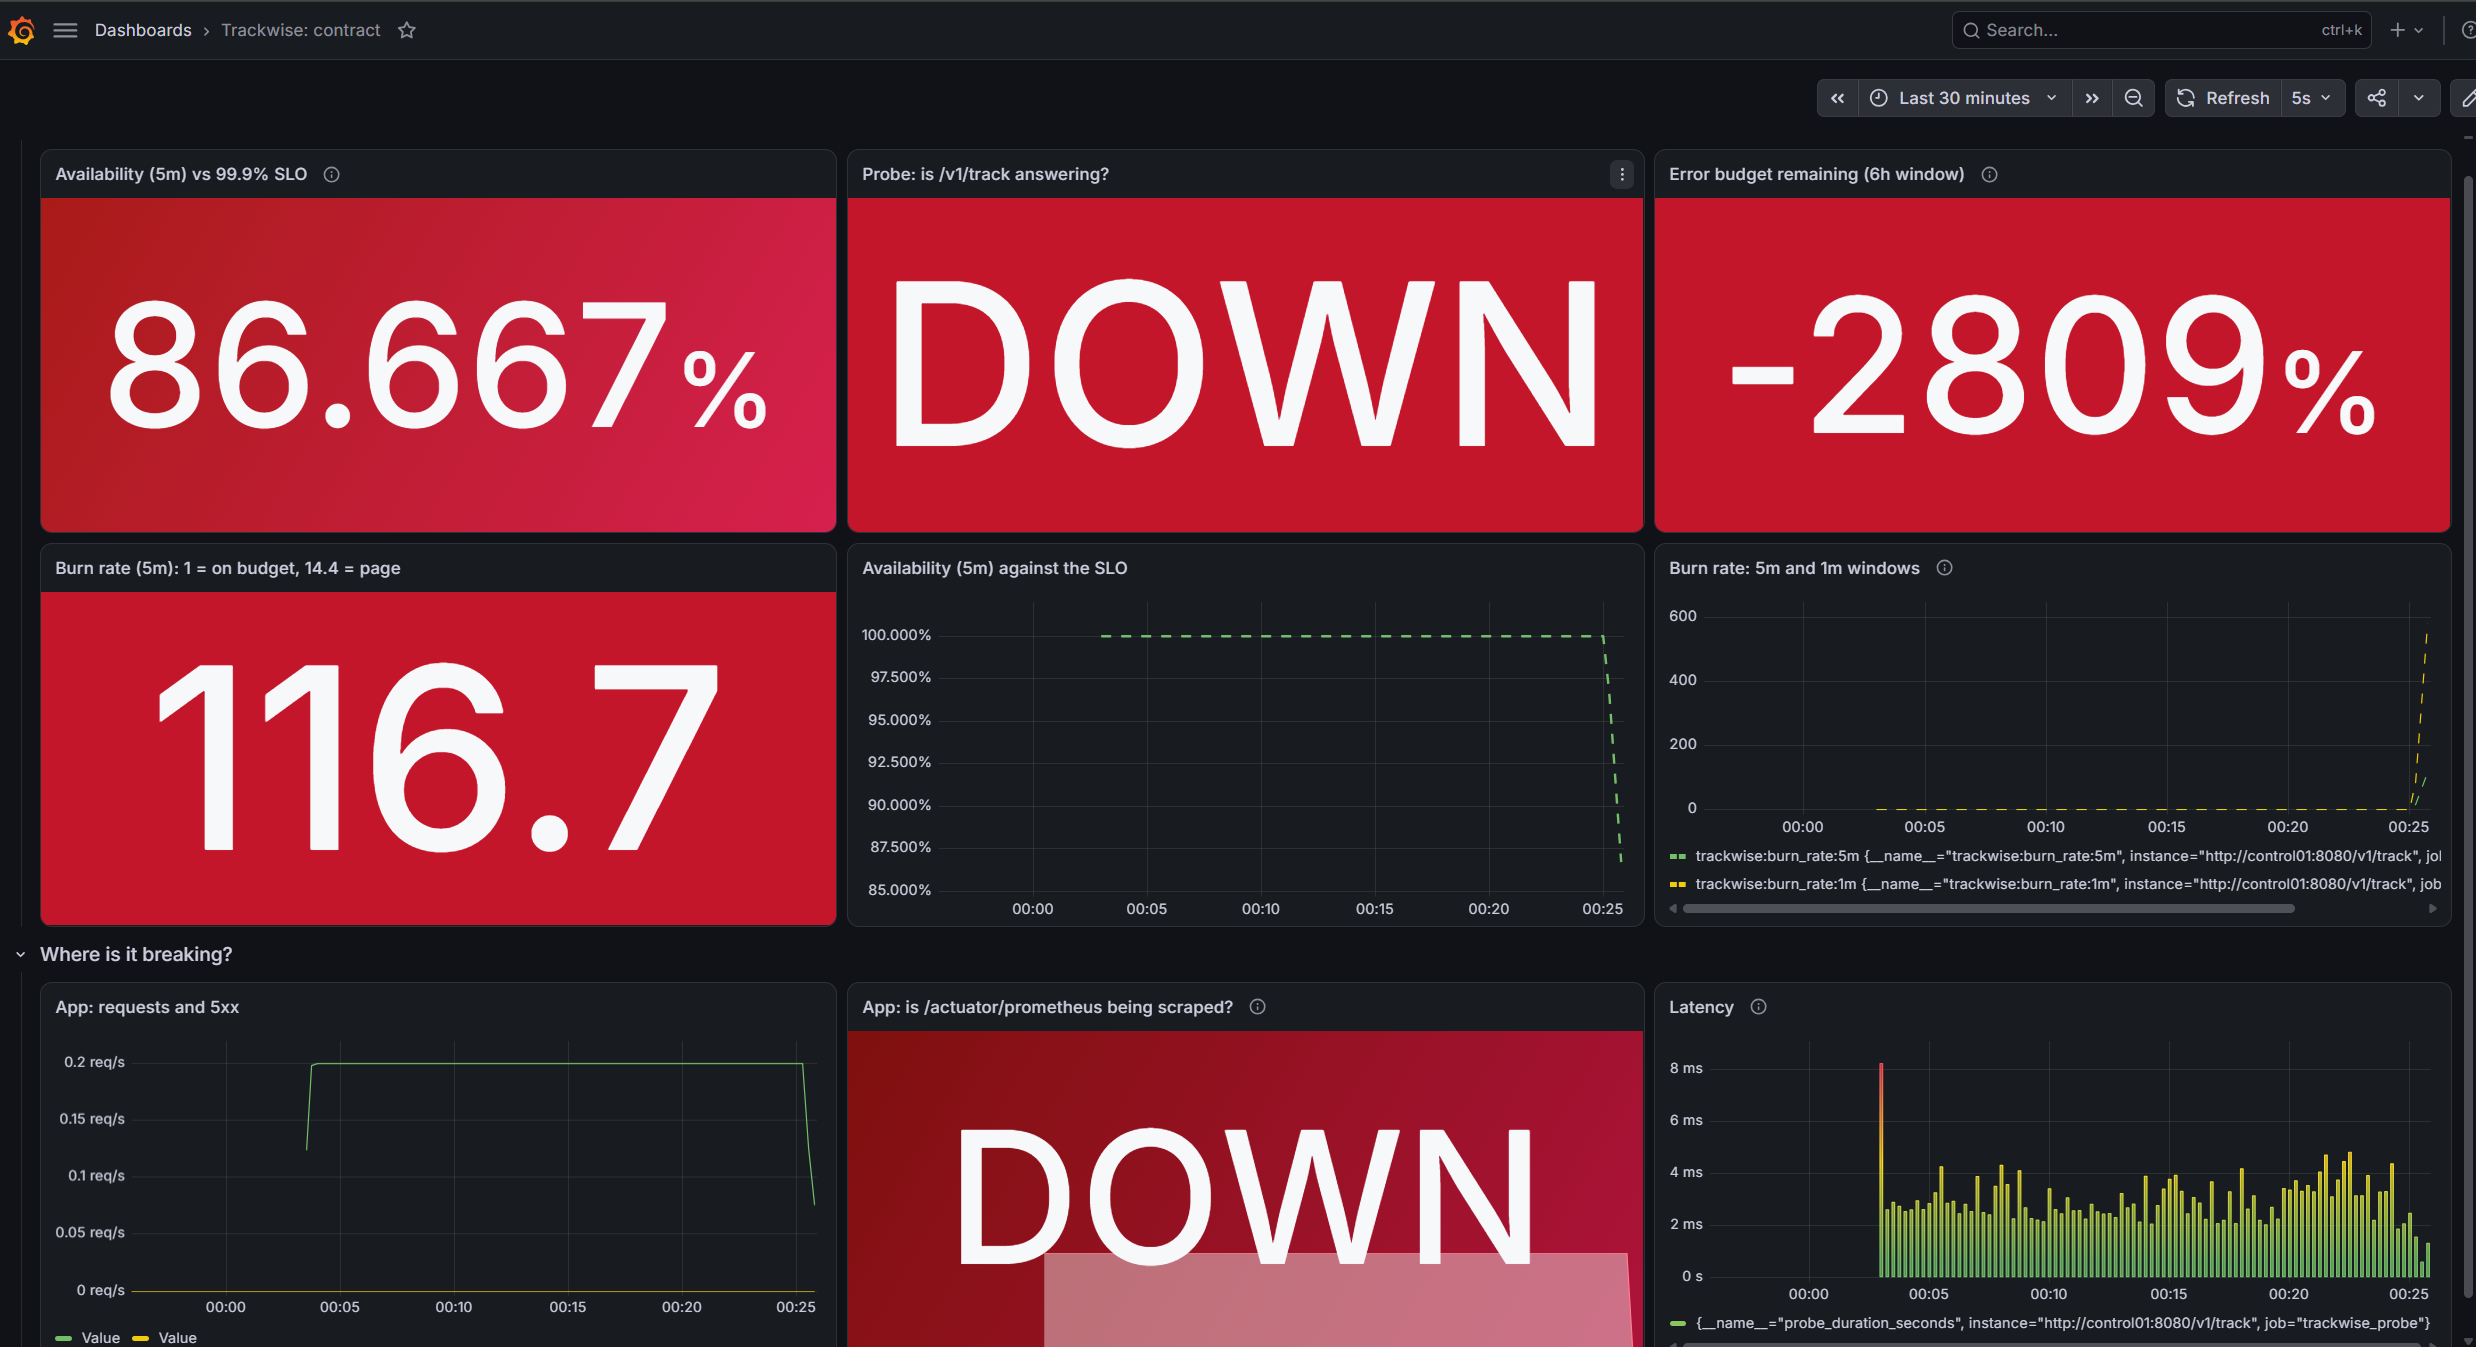 Dashboards › Trackwise: contract
Search... ctrl+k
Last 30 minutes Refresh 5s
Availability (5m) vs 99.9% SLO
86.667%
Probe: is /v1/track answering?
DOWN
Error budget remaining (6h window)
-2809%
Burn rate (5m): 1 = on budget, 14.4 = page
116.7
Availability (5m) against the SLO
100.000%
97.500%
95.000%
92.500%
90.000%
87.500%
85.000%
00:00 00:05 00:10 00:15 00:20 00:25
Burn rate: 5m and 1m windows
600
400
200
0
00:00 00:05 00:10 00:15 00:20 00:25
trackwise:burn_rate:5m {__name__="trackwise:burn_rate:5m", instance="http://control01:8080/v1/track", jo
trackwise:burn_rate:1m {__name__="trackwise:burn_rate:1m", instance="http://control01:8080/v1/track", job
Where is it breaking?
App: requests and 5xx
0.2 req/s
0.15 req/s
0.1 req/s
0.05 req/s
0 req/s
00:00 00:05 00:10 00:15 00:20 00:25
Value Value
App: is /actuator/prometheus being scraped?
DOWN
Latency
8 ms
6 ms
4 ms
2 ms
0 s
00:00 00:05 00:10 00:15 00:20 00:25
{__name__="probe_duration_seconds", instance="http://control01:8080/v1/track", job="trackwise_probe"}